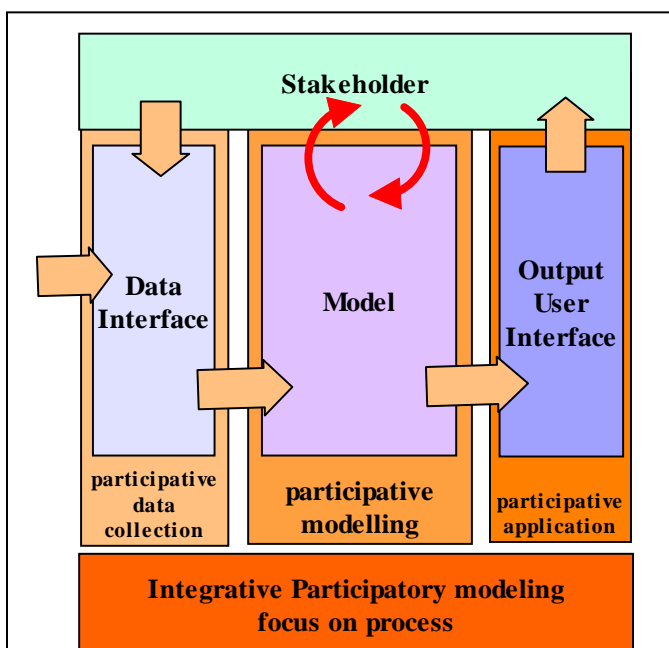 Stakeholder
Data
Interface
Model
Output
User
Interface
participative
data
collection
participative
modelling
participative
application
Integrative Participatory modeling
focus on process